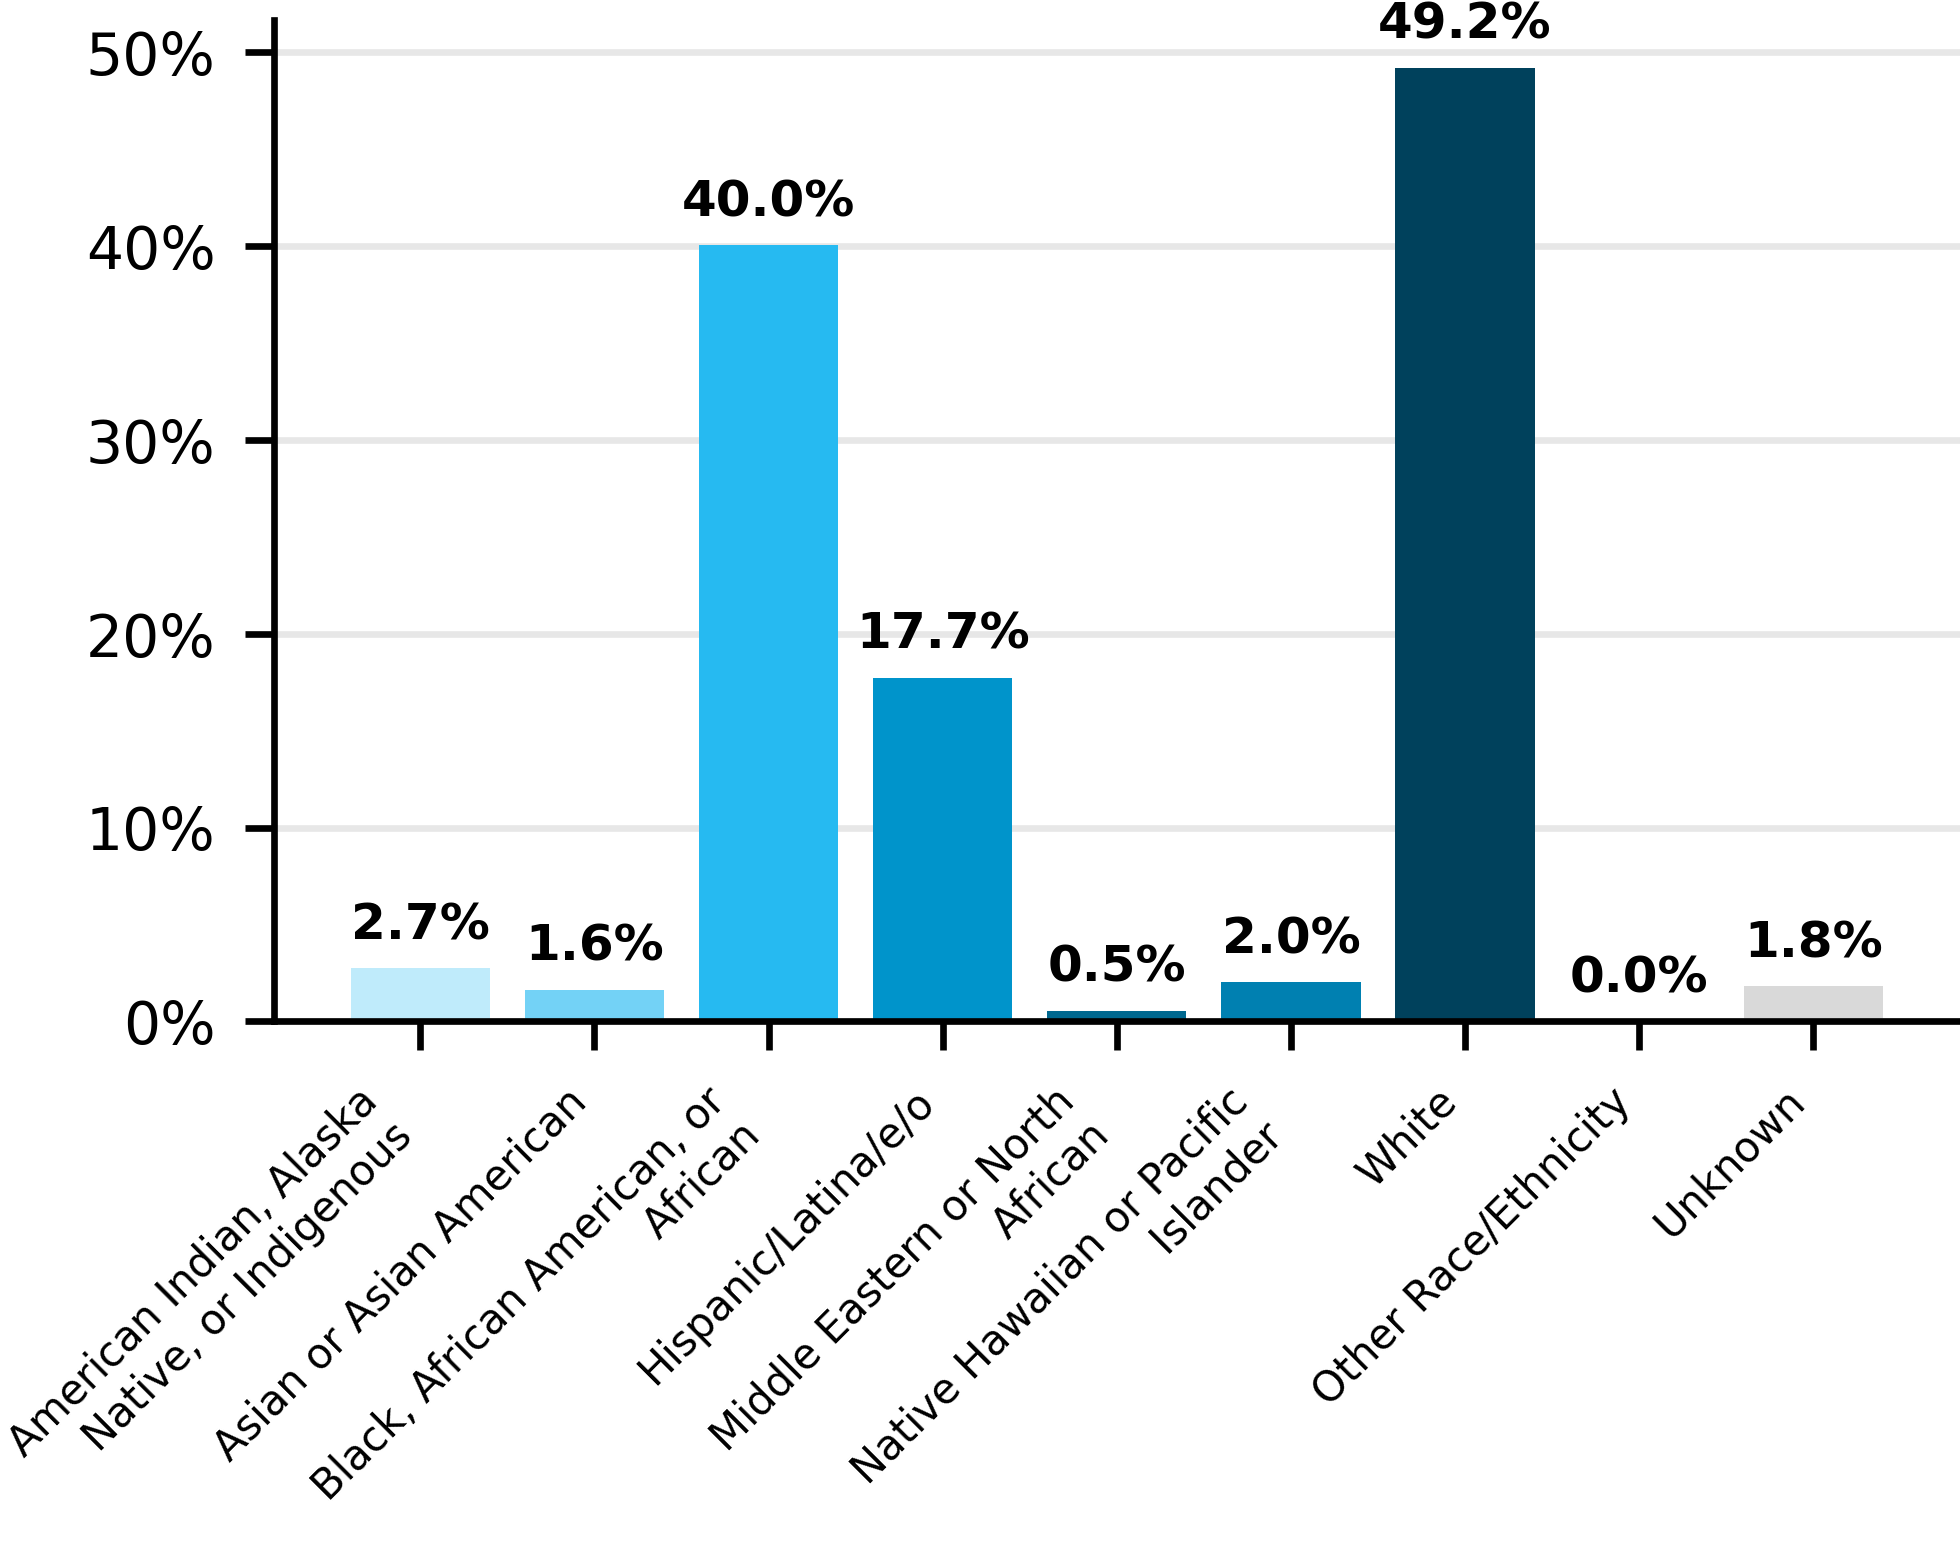 50%
40%
30%
20%
10%
0%
2.7%
1.6%
40.0%
17.7%
0.5%
2.0%
49.2%
0.0%
1.8%
American Indian, Alaska
Native, or Indigenous
Asian or Asian American
Black, African American, or
African
Hispanic/Latina/e/o
Middle Eastern or North
African
Native Hawaiian or Pacific
Islander
White
Other Race/Ethnicity
Unknown